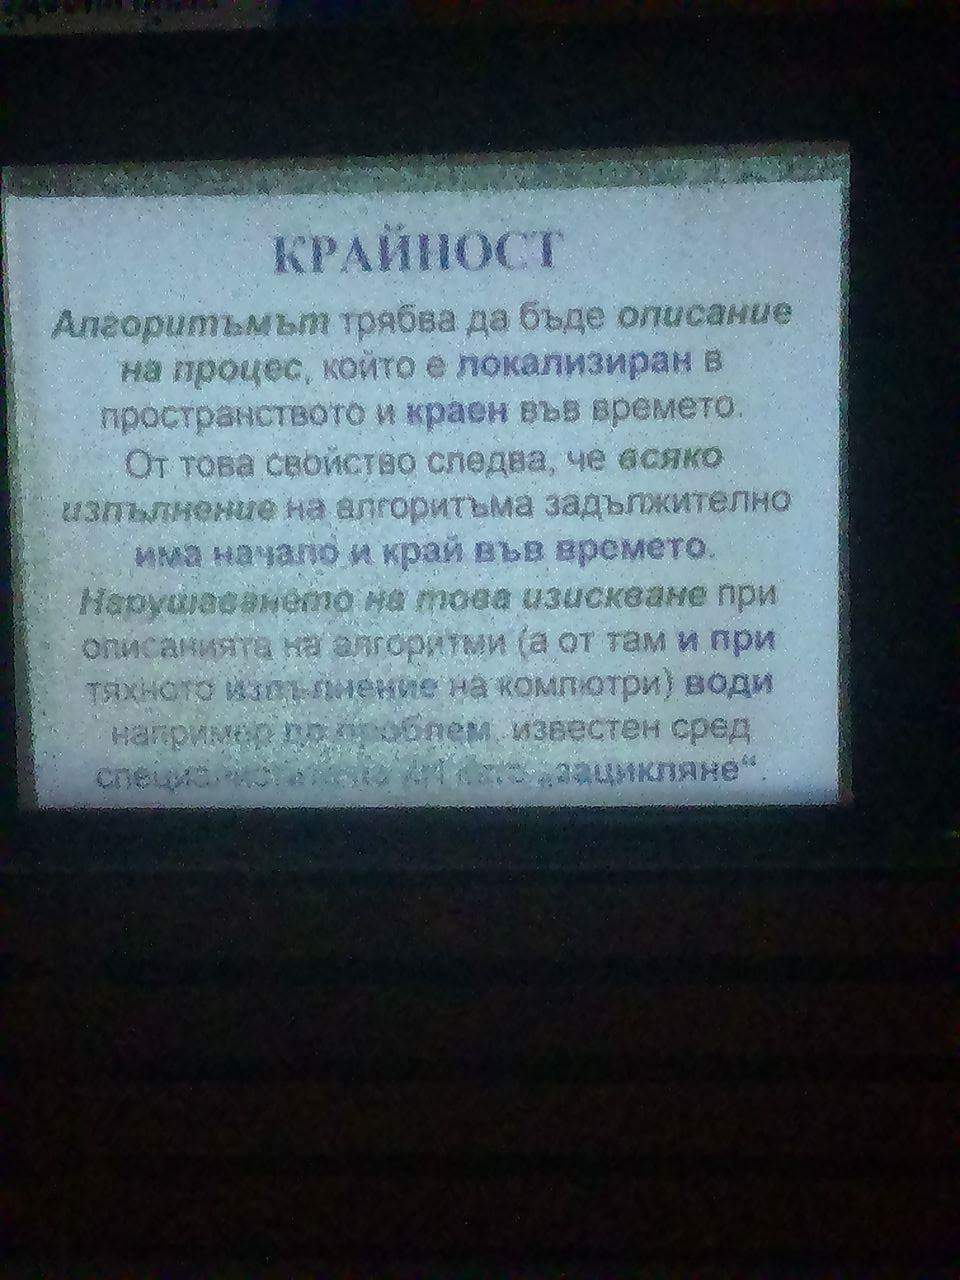 КРАЙНОСТ
Алгоритъмът трябва да бъде описание
на процес, който е локализиран в
пространството и краен във времето.
От това свойство следва, че всяко
изпълнение на алгоритъма задължително
има начало и край във времето.
Нарушаването на това изискване при
описанията на алгоритми (а от там и при
тяхното изпълнение на компютри) води
например до проблем, известен сред
„зацикляне“.